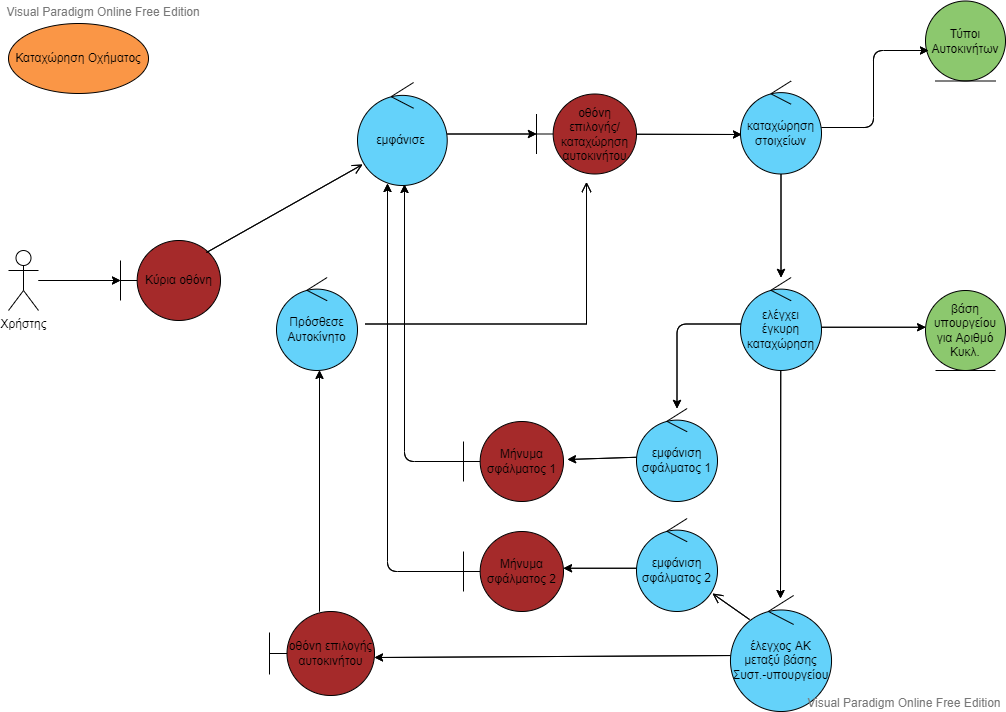 Visual Paradigm Online Free Edition
Καταχώρηση Οχήματος
Τύποι
Αυτοκινήτων
εμφάνισε
οθόνη
επιλογής/
καταχώρηση
αυτοκινήτου
καταχώρηση
στοιχείων
Χρήστης
Κύρια οθόνη
Πρόσθεσε
Αυτοκίνητο
ελέγχει
έγκυρη
καταχώρηση
βάση
υπουργείου
για Αριθμό
Κυκλ.
Μήνυμα
σφάλματος 1
εμφάνιση
σφάλματος 1
Μήνυμα
σφάλματος 2
εμφάνιση
σφάλματος 2
οθόνη επιλογής
αυτοκινήτου
έλεγχος ΑΚ
μεταξύ βάσης
Συστ.-υπουργείου
Visual Paradigm Online Free Edition